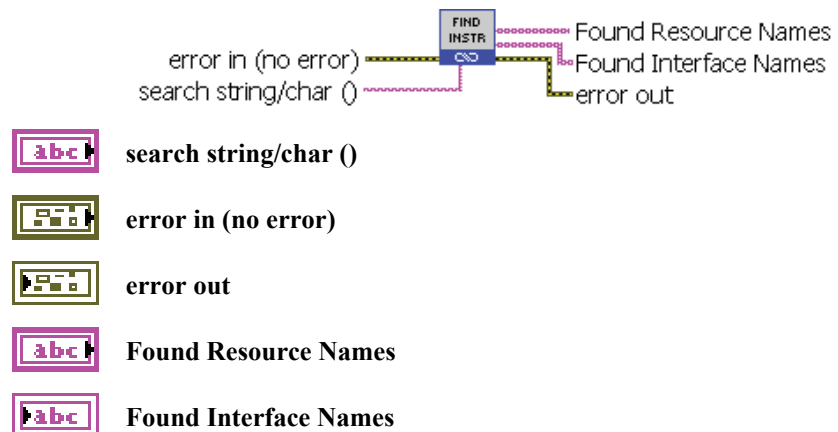 FIND
INSTR
Found Resource Names
error in (no error)
Found Interface Names
search string/char ()
error out
abc search string/char ()
error in (no error)
error out
abc Found Resource Names
abc Found Interface Names